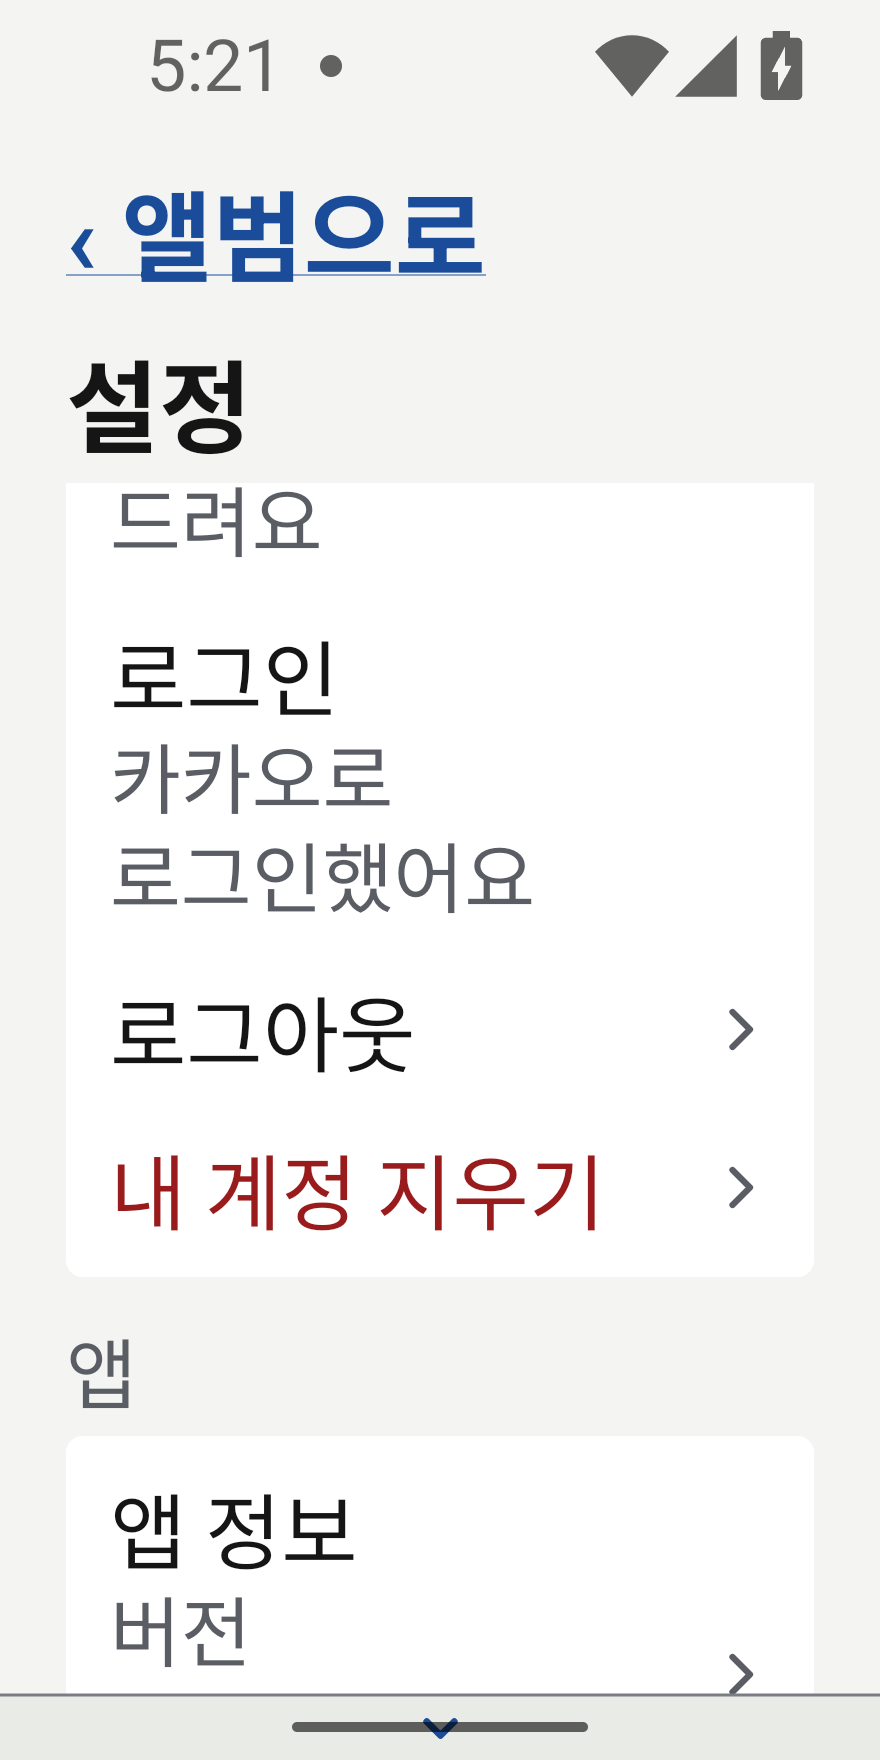 5:21
‹ 앨범으로
설정
드려요
로그인
카카오로
로그인했어요
로그아웃
내 계정 지우기
앱
앱 정보
버전